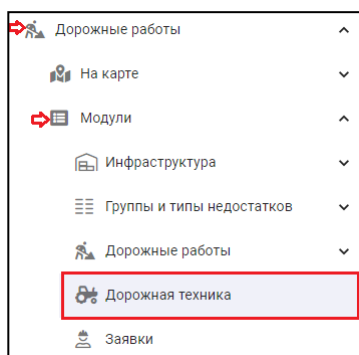 Дорожные работы
На карте
Модули
Инфраструктура
Группы и типы недостатков
Дорожные работы
Дорожная техника
Заявки